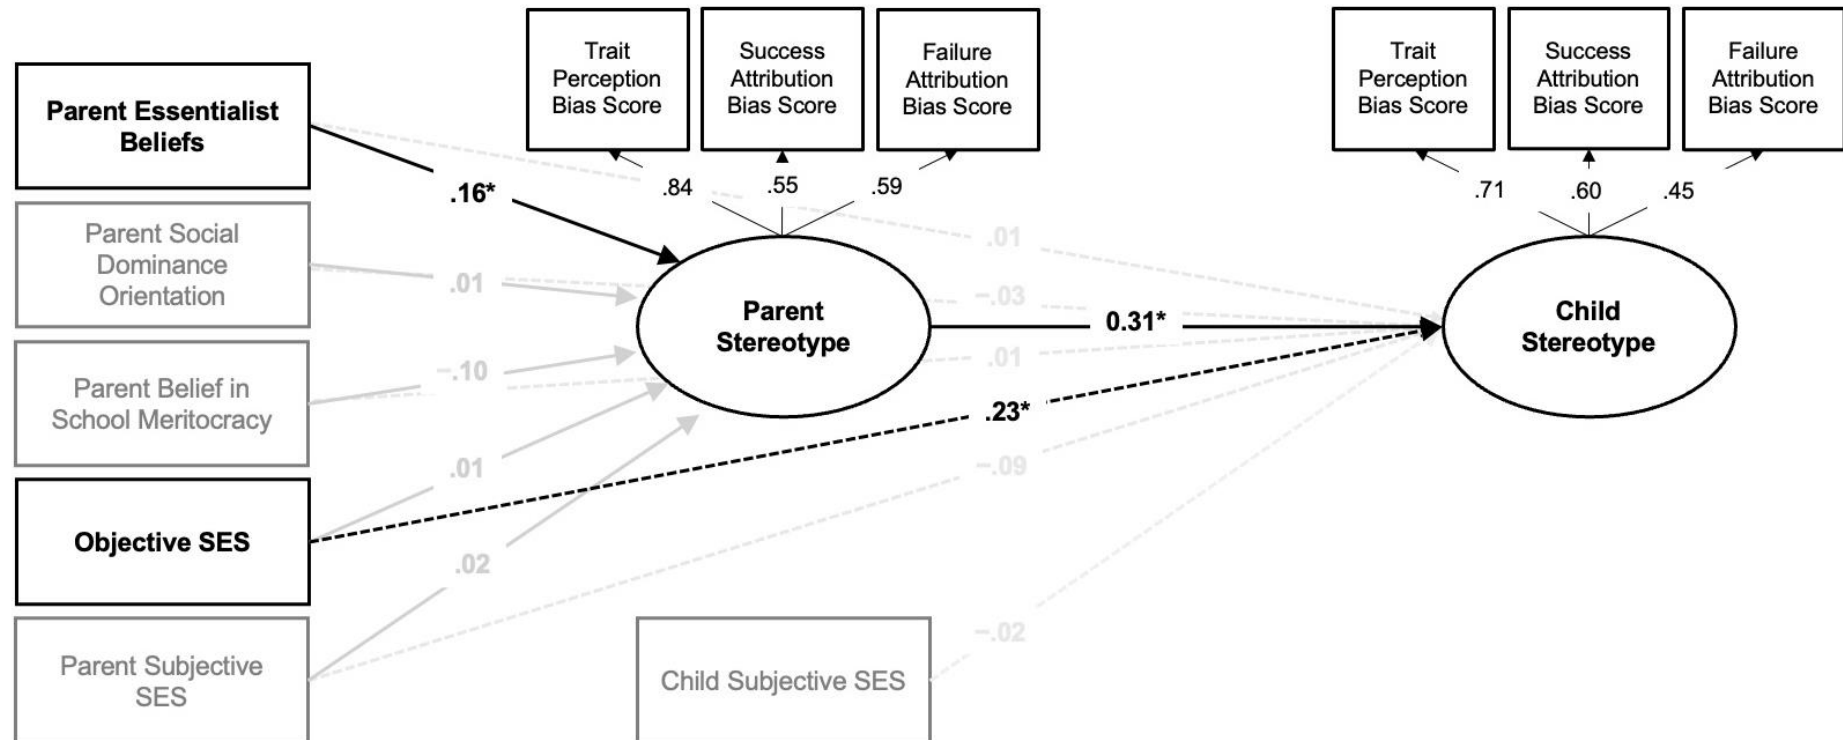 Parent Essentialist
Beliefs
Parent Social
Dominance
Orientation
Parent Belief in
School Meritocracy
Objective SES
Parent Subjective
SES
Trait
Perception
Bias Score
Success
Attribution
Bias Score
Failure
Attribution
Bias Score
.84
.55
.59
.16*
.01
−.10
.01
.02
Parent
Stereotype
Child Subjective SES
.01
−.03
0.31*
.01
.23*
−.09
−.02
Trait
Perception
Bias Score
Success
Attribution
Bias Score
Failure
Attribution
Bias Score
.71
.60
.45
Child
Stereotype